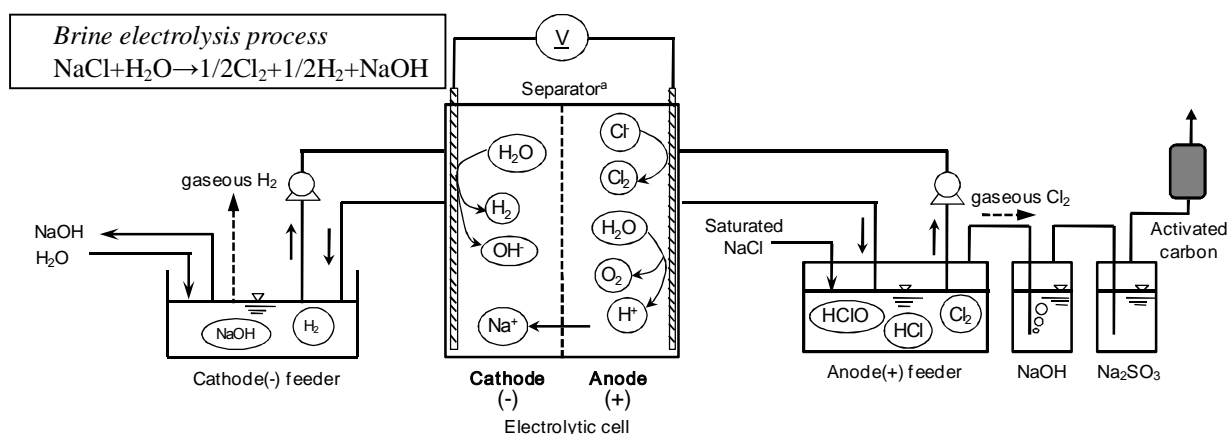 Brine electrolysis process
NaCl+H₂O→1/2Cl₂+1/2H₂+NaOH
V
Separatorᵃ
H₂O
H₂
OH⁻
Na⁺
Cl⁻
Cl₂
H₂O
O₂
H⁺
gaseous H₂
NaOH
H₂O
NaOH
H₂
Cathode(-) feeder
Cathode
(-)
Anode
(+)
Electrolytic cell
Saturated
NaCl
gaseous Cl₂
Activated
carbon
HClO
HCl
Cl₂
Anode(+) feeder
NaOH
Na₂SO₃